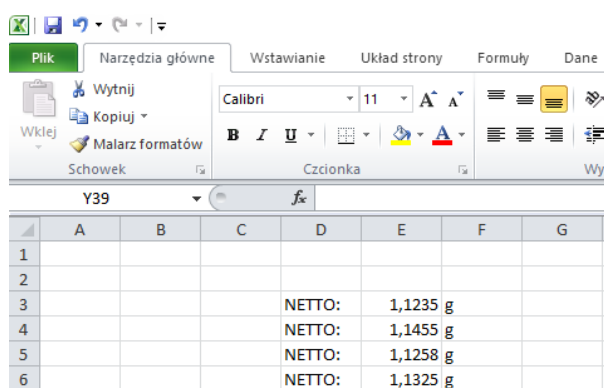 Plik Narzędzia główne Wstawianie Układ strony Formuły Dane
Wytnij
Kopiuj
Malarz formatów
Wklej
Schowek
Calibri 11 A A
B I U A
Czcionka
Wy
Y39 fx
A B C D E F G
1
2
3 NETTO: 1,1235 g
4 NETTO: 1,1455 g
5 NETTO: 1,1258 g
6 NETTO: 1,1325 g